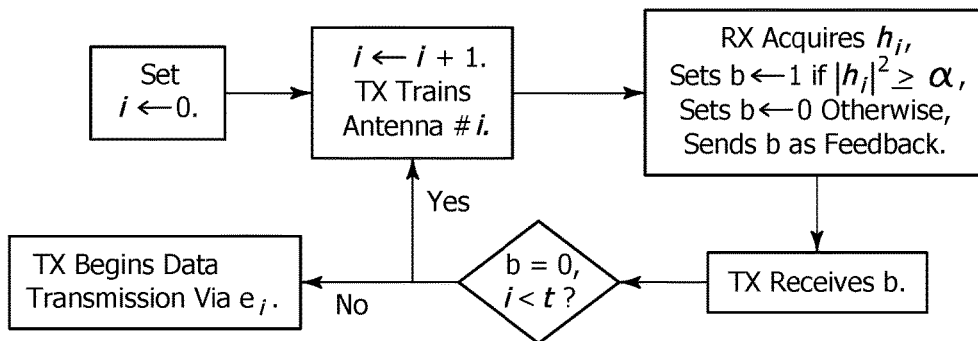 Set
i ← 0.
i ← i + 1.
TX Trains
Antenna # i.
RX Acquires h_i,
Sets b ← 1 if |h_i|² ≥ α,
Sets b ← 0 Otherwise,
Sends b as Feedback.
TX Receives b.
b = 0,
i < t ?
Yes
No
TX Begins Data
Transmission Via e_i.